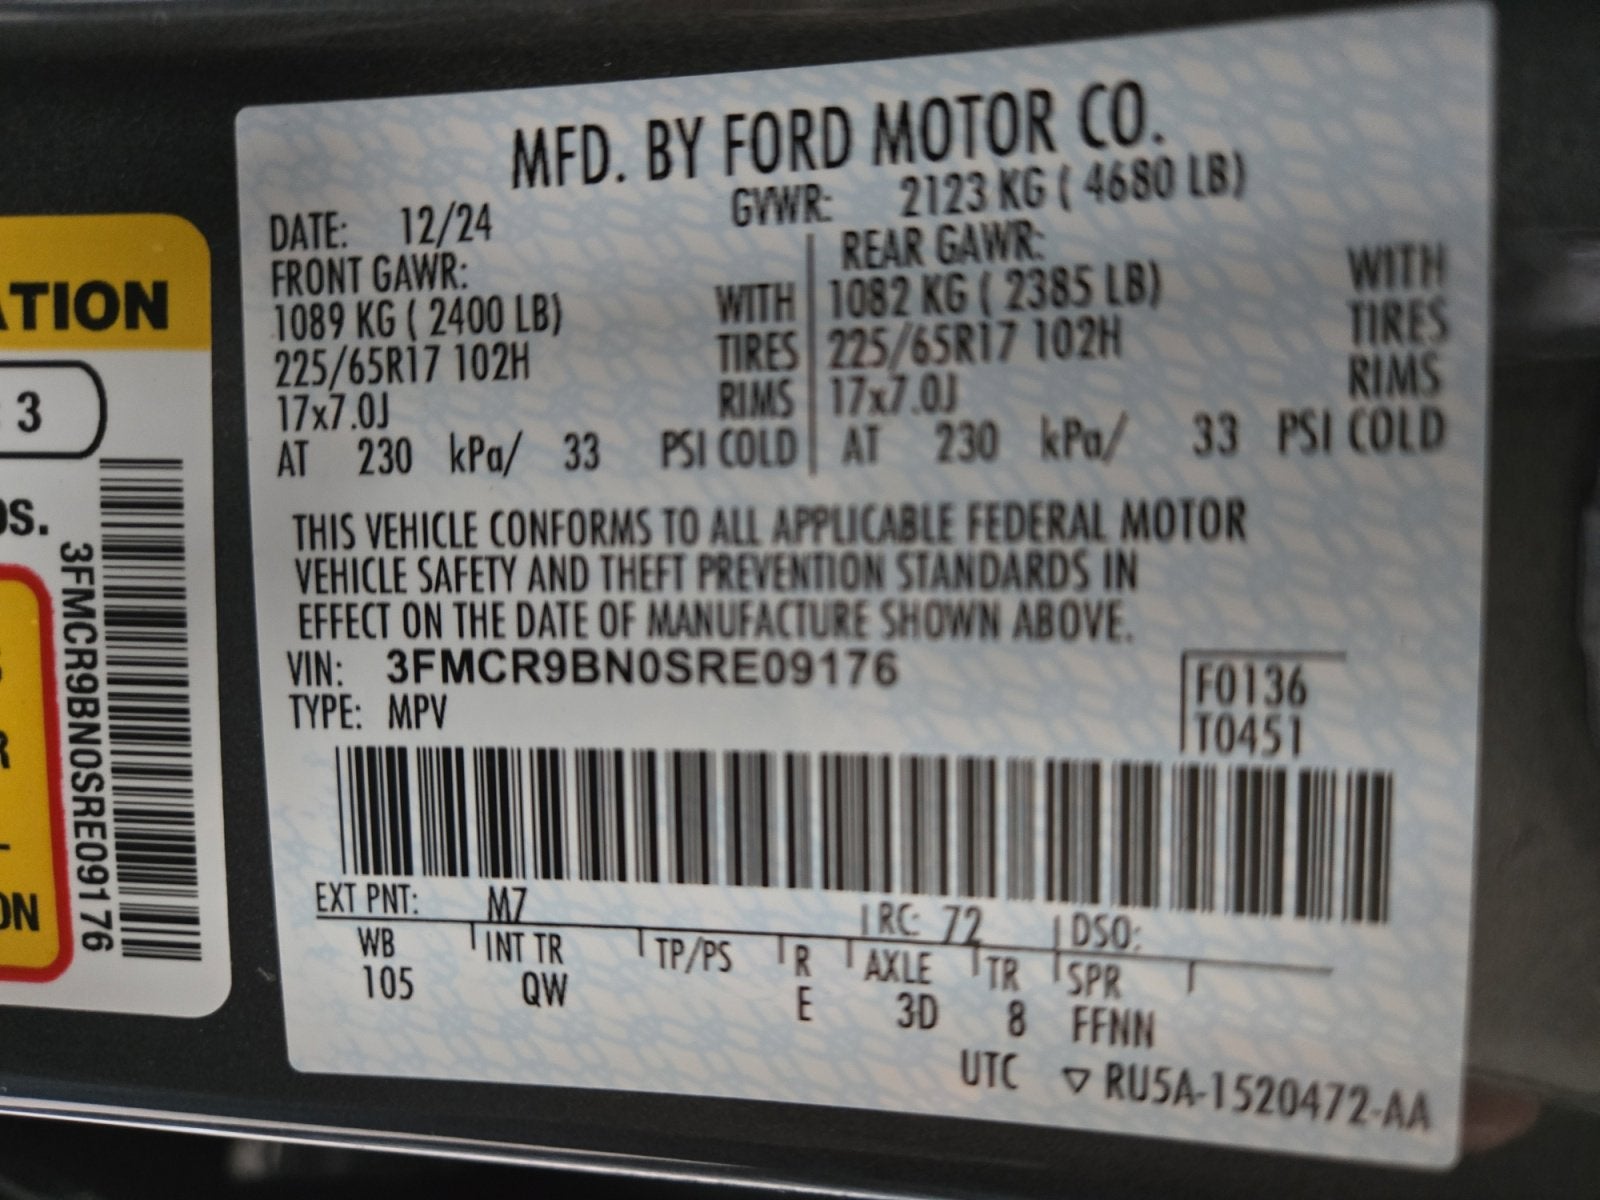 ATION
3
os.
R
ON
3FMCR9BN0SRE09176
MFD. BY FORD MOTOR CO.
DATE: 12/24 GVWR: 2123 KG ( 4680 LB)
FRONT GAWR: REAR GAWR:
1089 KG ( 2400 LB) WITH 1082 KG ( 2385 LB) WITH
225/65R17 102H TIRES 225/65R17 102H TIRES
17x7.0J RIMS 17x7.0J RIMS
AT 230 kPa/ 33 PSI COLD AT 230 kPa/ 33 PSI COLD
THIS VEHICLE CONFORMS TO ALL APPLICABLE FEDERAL MOTOR
VEHICLE SAFETY AND THEFT PREVENTION STANDARDS IN
EFFECT ON THE DATE OF MANUFACTURE SHOWN ABOVE.
VIN: 3FMCR9BN0SRE09176 F0136
TYPE: MPV T0451
EXT PNT: M7 RC: 72 DSO:
WB INT TR TP/PS R AXLE TR SPR
105 QW E 3D 8 FFNN
UTC ▽ RU5A-1520472-AA